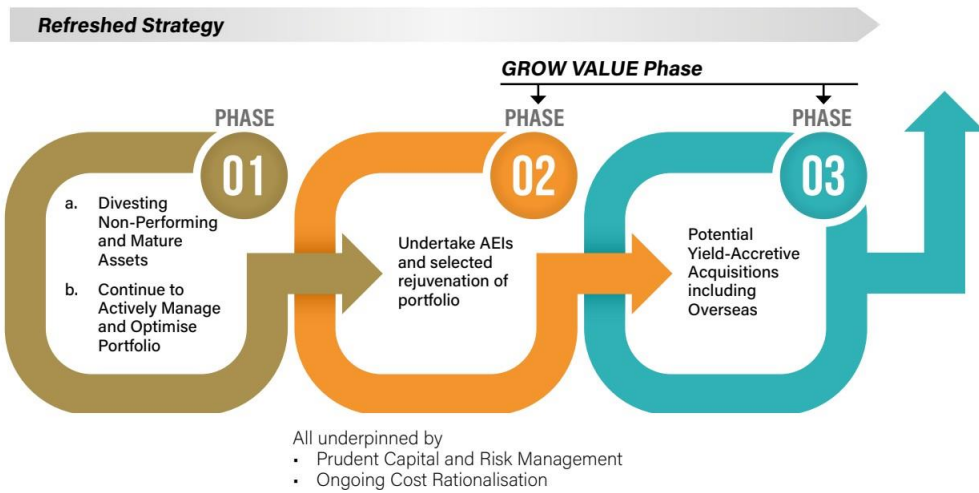 Refreshed Strategy
GROW VALUE Phase
PHASE
01
a. Divesting
Non-Performing
and Mature
Assets
b. Continue to
Actively Manage
and Optimise
Portfolio
PHASE
02
Undertake AEIs
and selected
rejuvenation of
portfolio
PHASE
03
Potential
Yield-Accretive
Acquisitions
including
Overseas
All underpinned by
▪ Prudent Capital and Risk Management
▪ Ongoing Cost Rationalisation